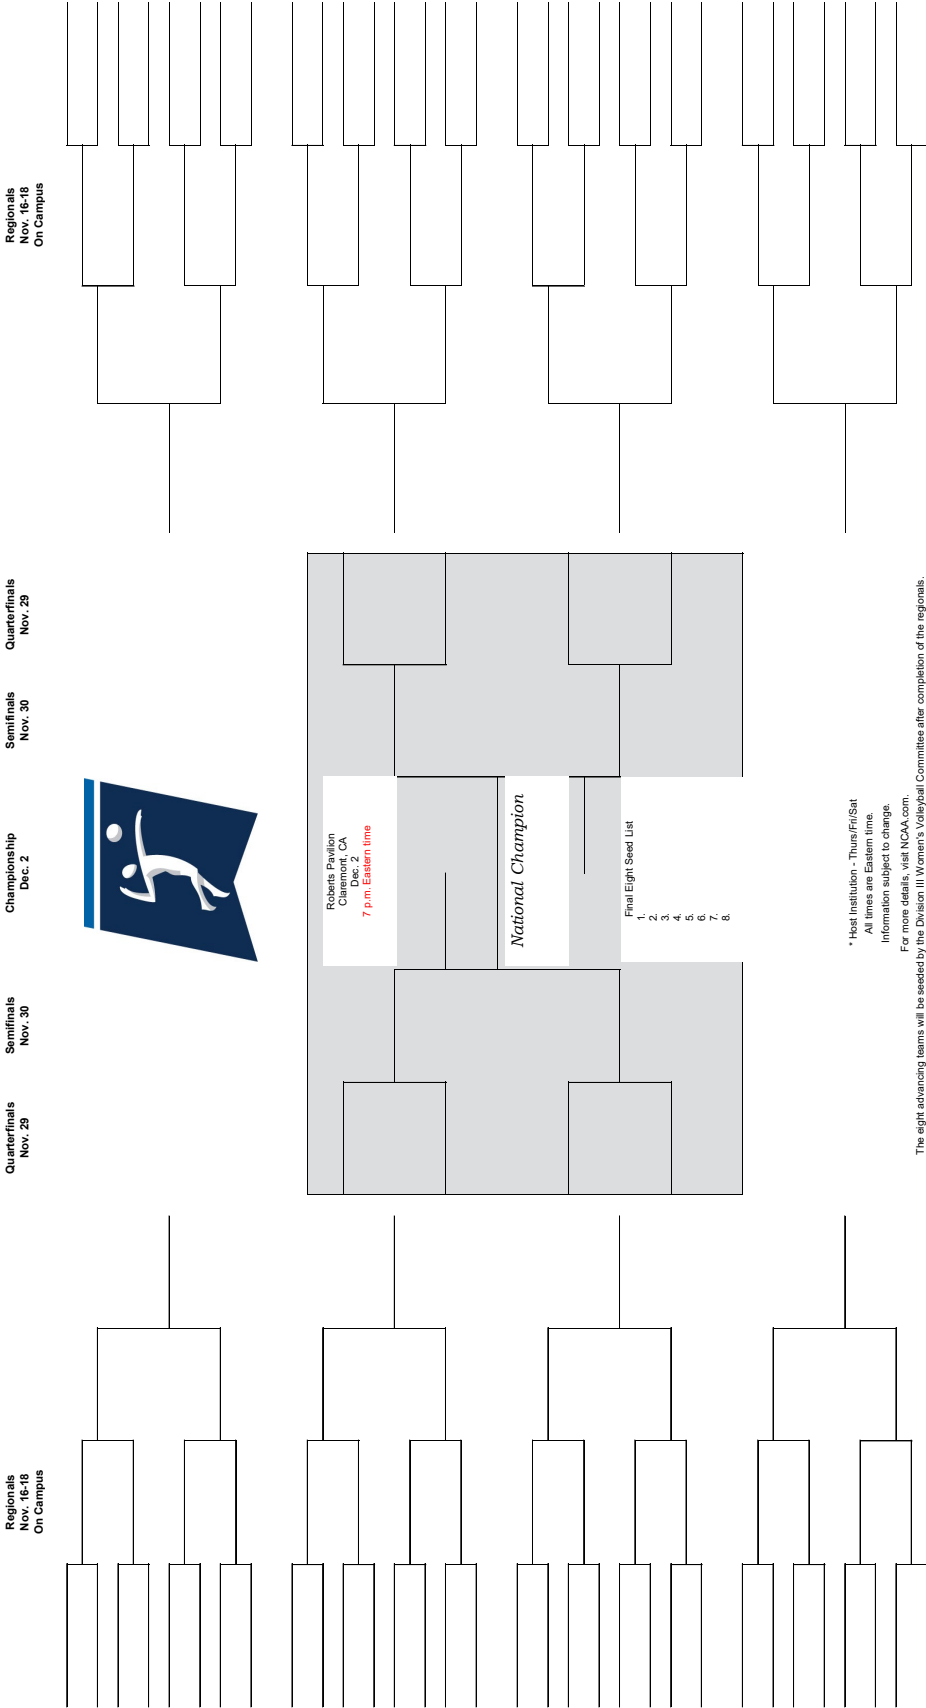 Regionals
Nov. 16-18
On Campus
Quarterfinals
Nov. 29
Semifinals
Nov. 30
Championship
Dec. 2
Semifinals
Nov. 30
Quarterfinals
Nov. 29
Regionals
Nov. 16-18
On Campus
Roberts Pavilion
Claremont, CA
Dec. 2
7 p.m. Eastern time
National Champion
Final Eight Seed List
1.
2.
3.
4.
5.
6.
7.
8.
* Host Institution - Thurs/Fri/Sat
All times are Eastern time.
Information subject to change.
For more details, visit NCAA.com.
The eight advancing teams will be seeded by the Division III Women's Volleyball Committee after completion of the regionals.